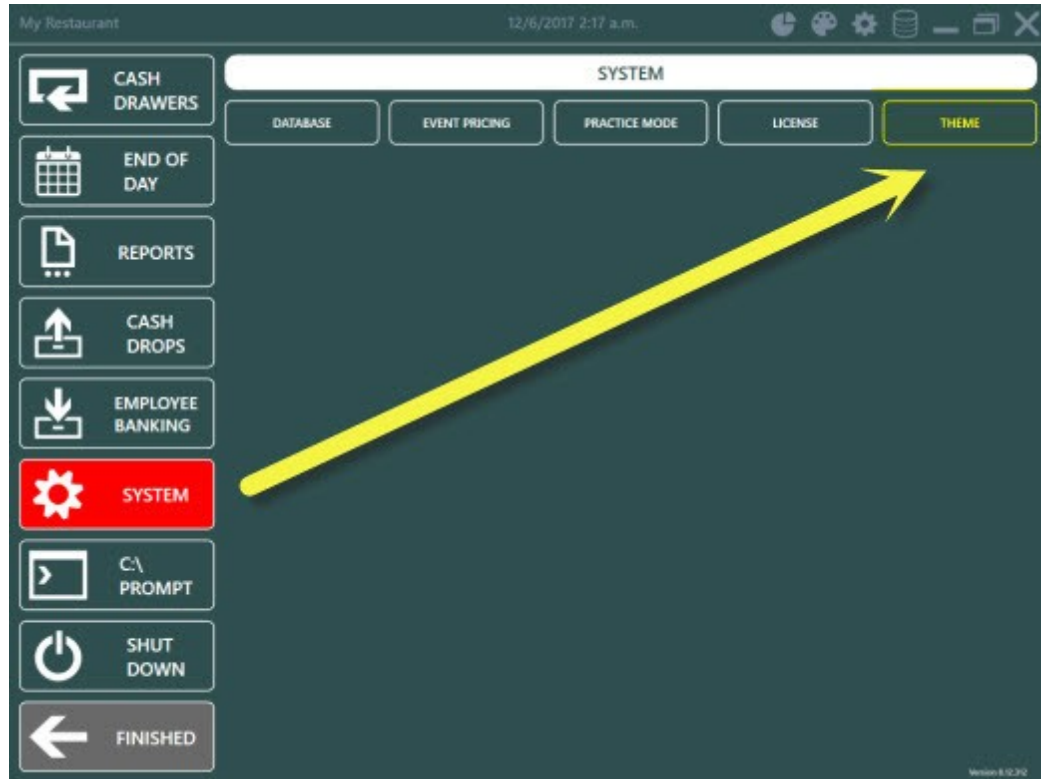 My Restaurant
12/6/2017 2:17 a.m.
CASH
DRAWERS
SYSTEM
DATABASE
EVENT PRICING
PRACTICE MODE
LICENSE
THEME
END OF
DAY
REPORTS
CASH
DROPS
EMPLOYEE
BANKING
SYSTEM
C:\
PROMPT
SHUT
DOWN
FINISHED
Version